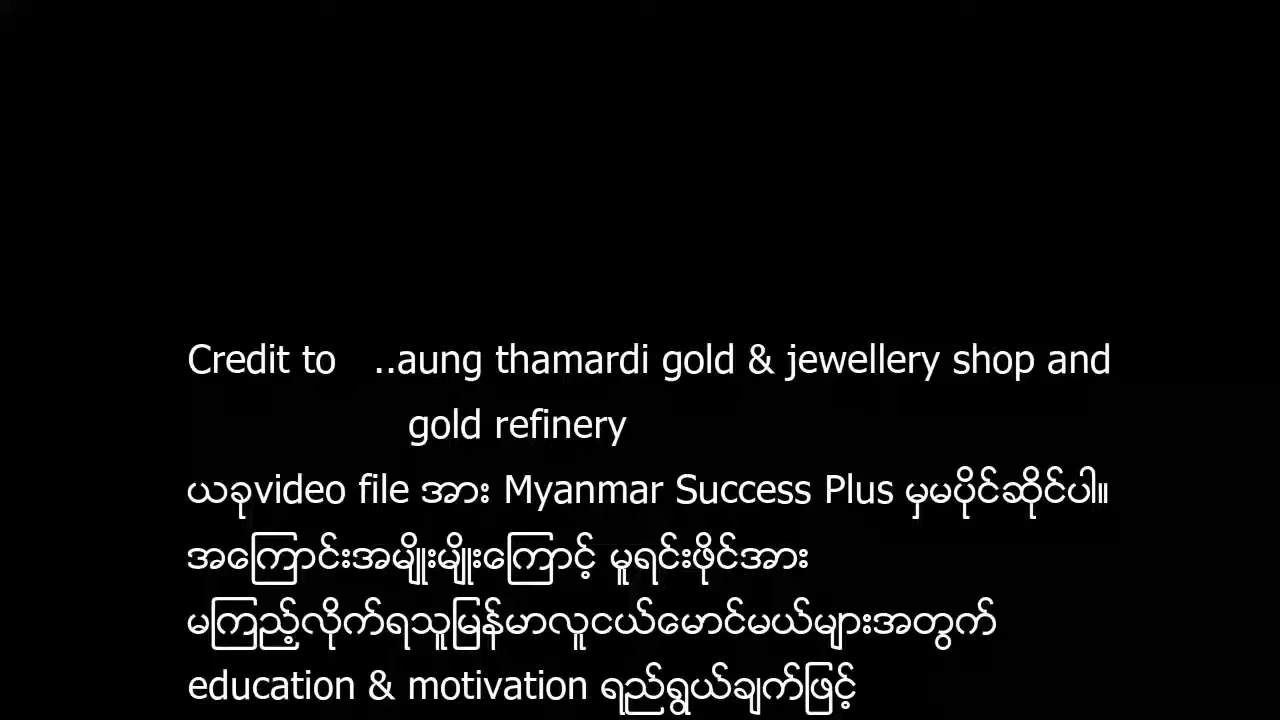 Credit to ..aung thamardi gold & jewellery shop and
gold refinery
ယခုvideo file အား Myanmar Success Plus မှမပိုင်ဆိုင်ပါ။
အကြောင်းအမျိုးမျိုးကြောင့် မူရင်းဖိုင်အား
မကြည့်လိုက်ရသူမြန်မာလူငယ်မောင်မယ်များအတွက်
education & motivation ရည်ရွယ်ချက်ဖြင့်